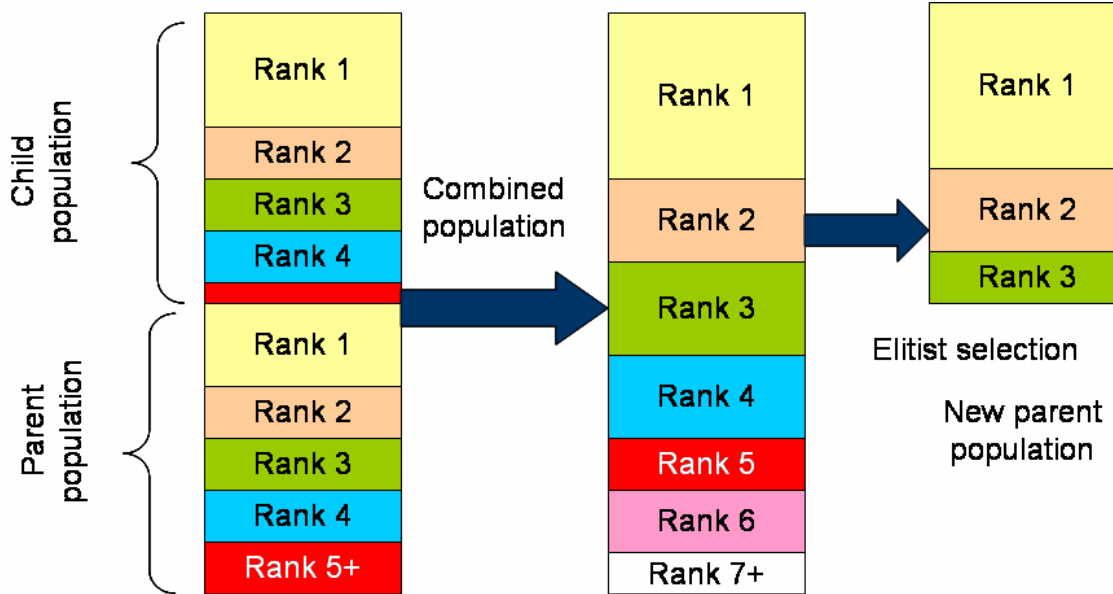 Child
population
Rank 1
Rank 2
Rank 3
Rank 4
Parent
population
Rank 1
Rank 2
Rank 3
Rank 4
Rank 5+
Combined
population
Rank 1
Rank 2
Rank 3
Rank 4
Rank 5
Rank 6
Rank 7+
Rank 1
Rank 2
Rank 3
Elitist selection
New parent
population